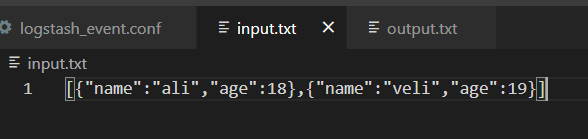 logstash_event.conf input.txt output.txt
input.txt
1 [{"name":"ali","age":18},{"name":"veli","age":19}]